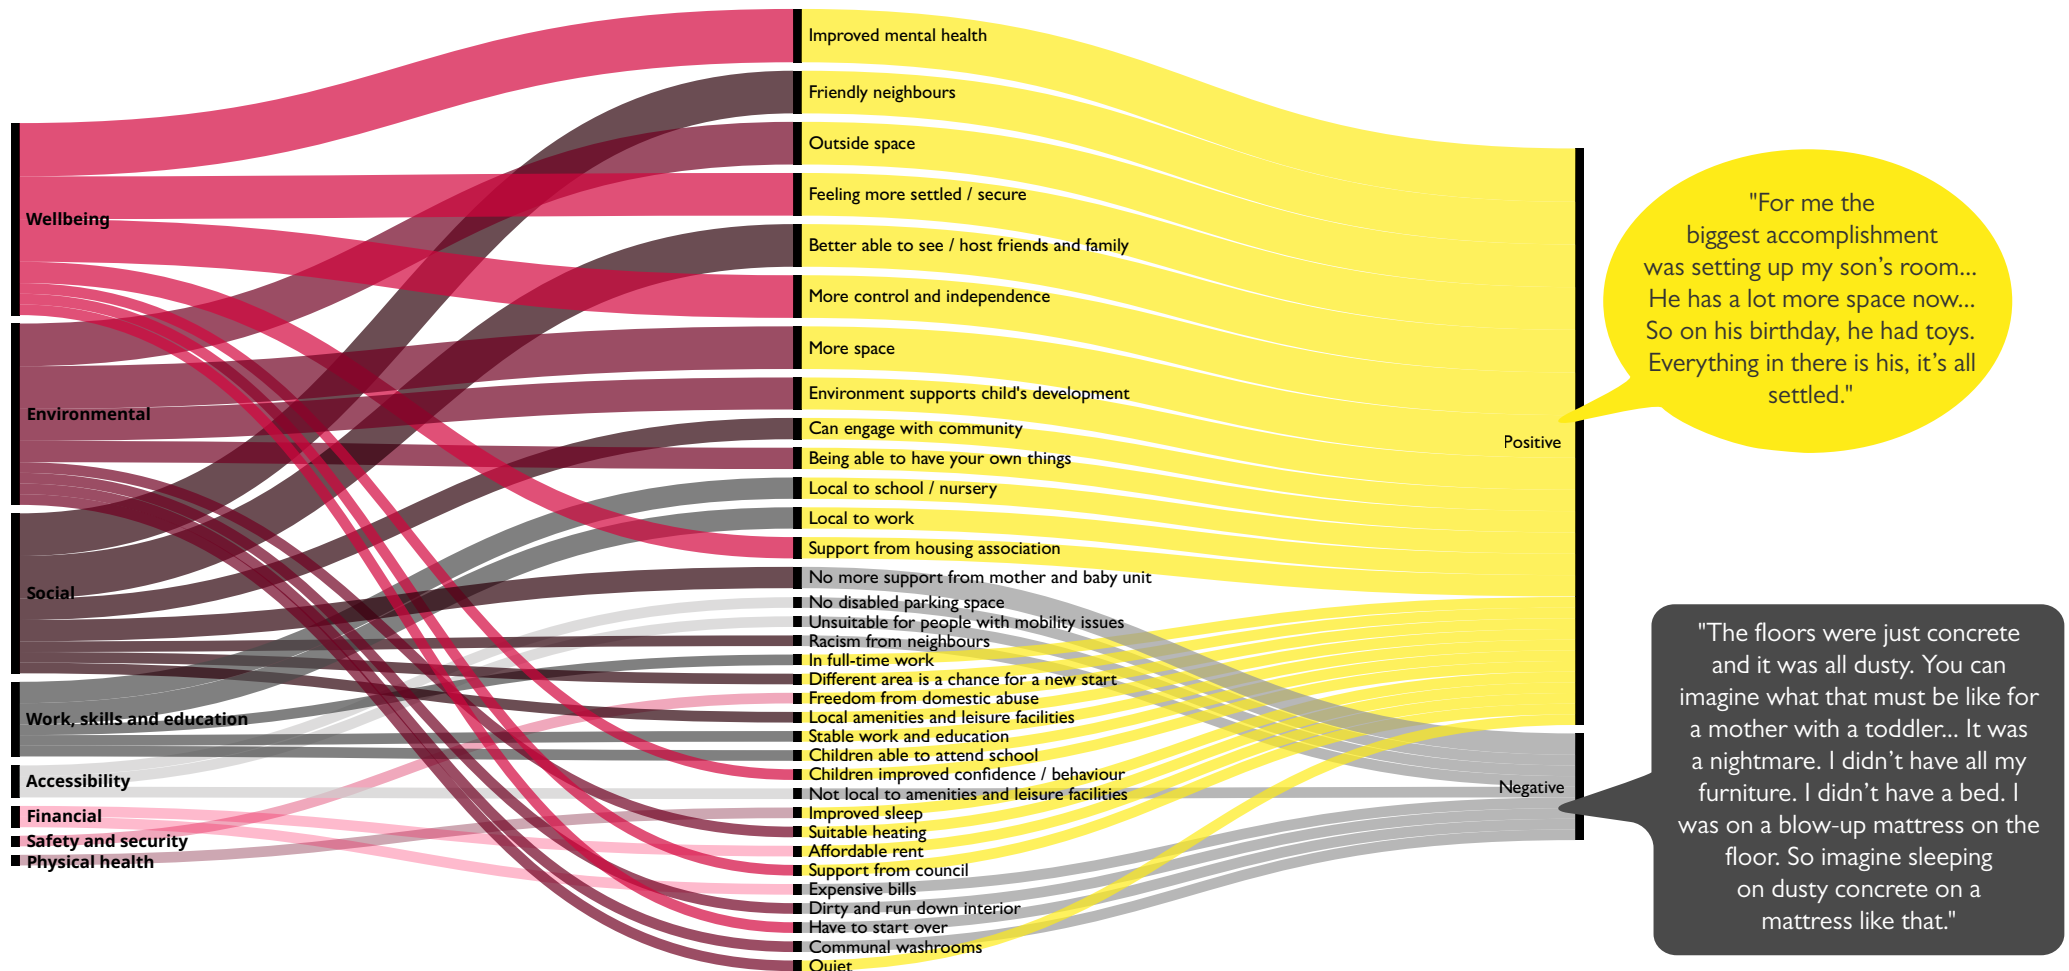 Wellbeing
Environmental
Social
Work, skills and education
Accessibility
Financial
Safety and security
Physical health
Improved mental health
Friendly neighbours
Outside space
Feeling more settled / secure
Better able to see / host friends and family
More control and independence
More space
Environment supports child's development
Can engage with community
Being able to have your own things
Local to school / nursery
Local to work
Support from housing association
No more support from mother and baby unit
No disabled parking space
Unsuitable for people with mobility issues
Racism from neighbours
In full-time work
Different area is a chance for a new start
Freedom from domestic abuse
Local amenities and leisure facilities
Stable work and education
Children able to attend school
Children improved confidence / behaviour
Not local to amenities and leisure facilities
Improved sleep
Suitable heating
Affordable rent
Support from council
Expensive bills
Dirty and run down interior
Have to start over
Communal washrooms
Quiet
Positive
Negative
"For me the
biggest accomplishment
was setting up my son’s room...
He has a lot more space now...
So on his birthday, he had toys.
Everything in there is his, it’s all
settled."
"The floors were just concrete
and it was all dusty. You can
imagine what that must be like for
a mother with a toddler... It was
a nightmare. I didn’t have all my
furniture. I didn’t have a bed. I
was on a blow-up mattress on the
floor. So imagine sleeping
on dusty concrete on a
mattress like that."